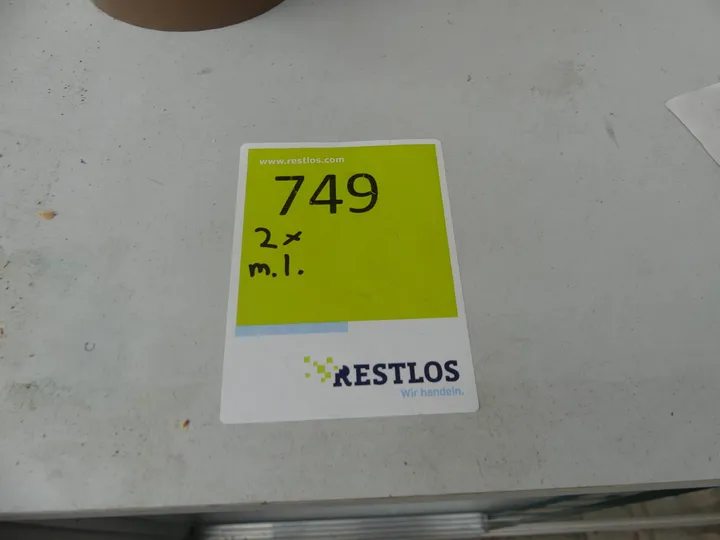 www.restlos.com
749
2x
m.l.
RESTLOS
Wir handeln.